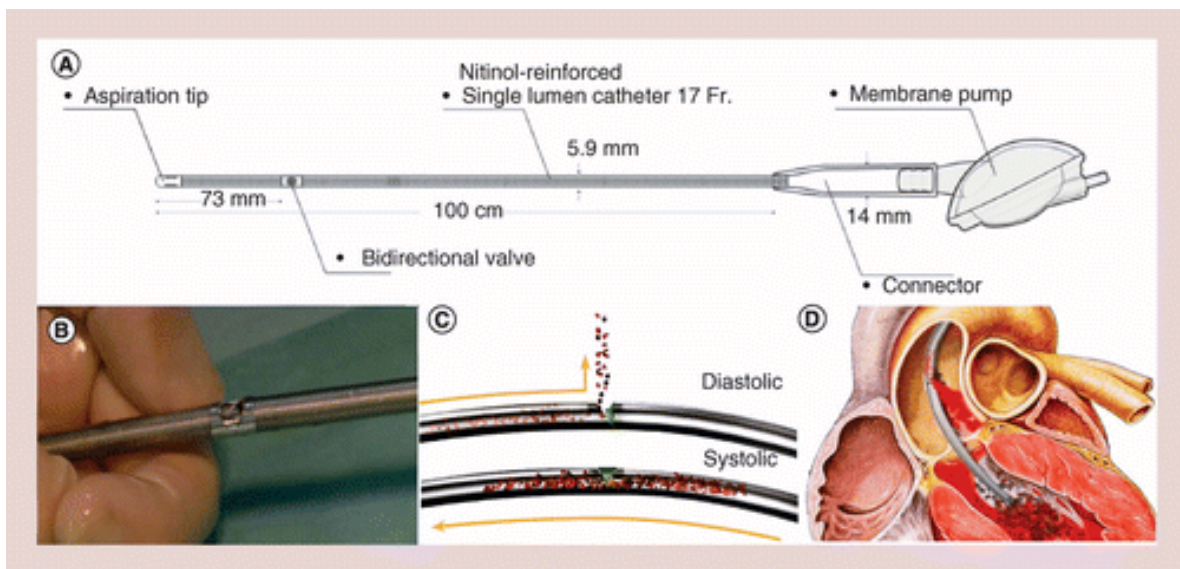 A
Nitinol-reinforced
• Aspiration tip
• Single lumen catheter 17 Fr.
• Membrane pump
5.9 mm
73 mm
100 cm
14 mm
• Bidirectional valve
• Connector
B
C
D
Diastolic
Systolic